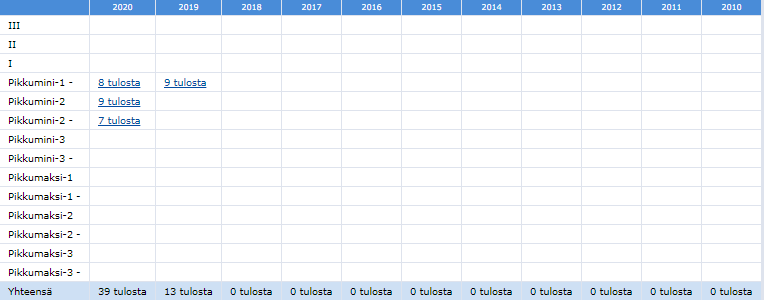 2020 2019 2018 2017 2016 2015 2014 2013 2012 2011 2010
III
II
I
Pikkumini-1 - 8 tulosta 9 tulosta
Pikkumini-2 9 tulosta
Pikkumini-2 - 7 tulosta
Pikkumini-3
Pikkumini-3 -
Pikkumaksi-1
Pikkumaksi-1 -
Pikkumaksi-2
Pikkumaksi-2 -
Pikkumaksi-3
Pikkumaksi-3 -
Yhteensä 39 tulosta 13 tulosta 0 tulosta 0 tulosta 0 tulosta 0 tulosta 0 tulosta 0 tulosta 0 tulosta 0 tulosta 0 tulosta